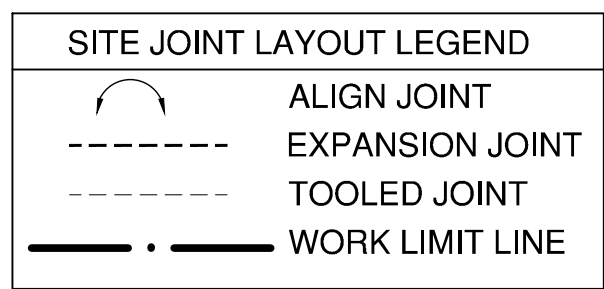 SITE JOINT LAYOUT LEGEND
ALIGN JOINT
EXPANSION JOINT
TOOLED JOINT
WORK LIMIT LINE